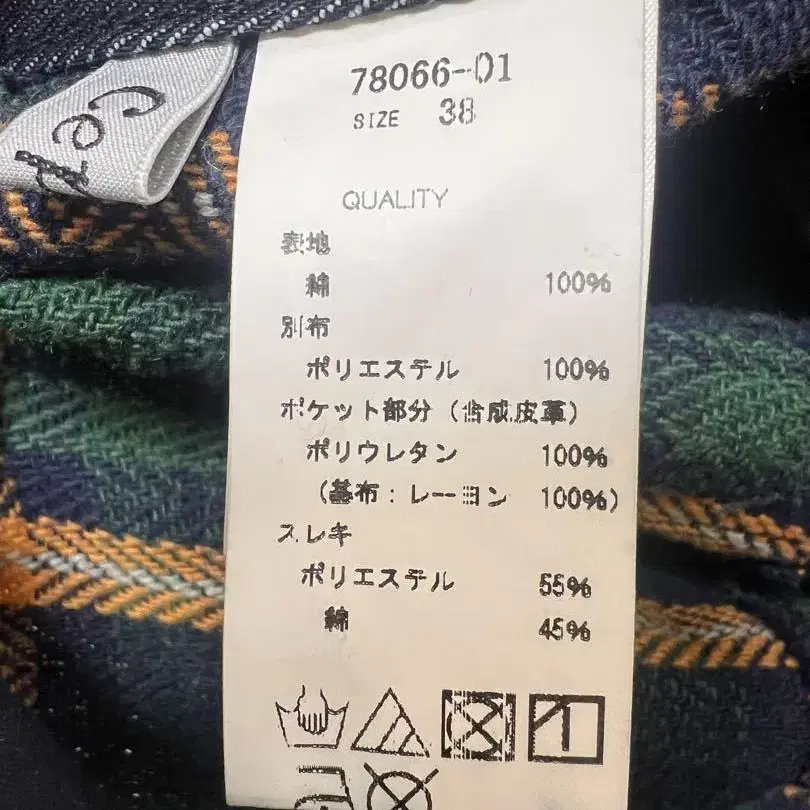 78066-01
SIZE 38
QUALITY
表地
綿 100%
別布
ポリエステル 100%
ポケット部分（合成皮革）
ポリウレタン 100%
（基布：レーヨン 100%）
スレキ
ポリエステル 55%
綿 45%